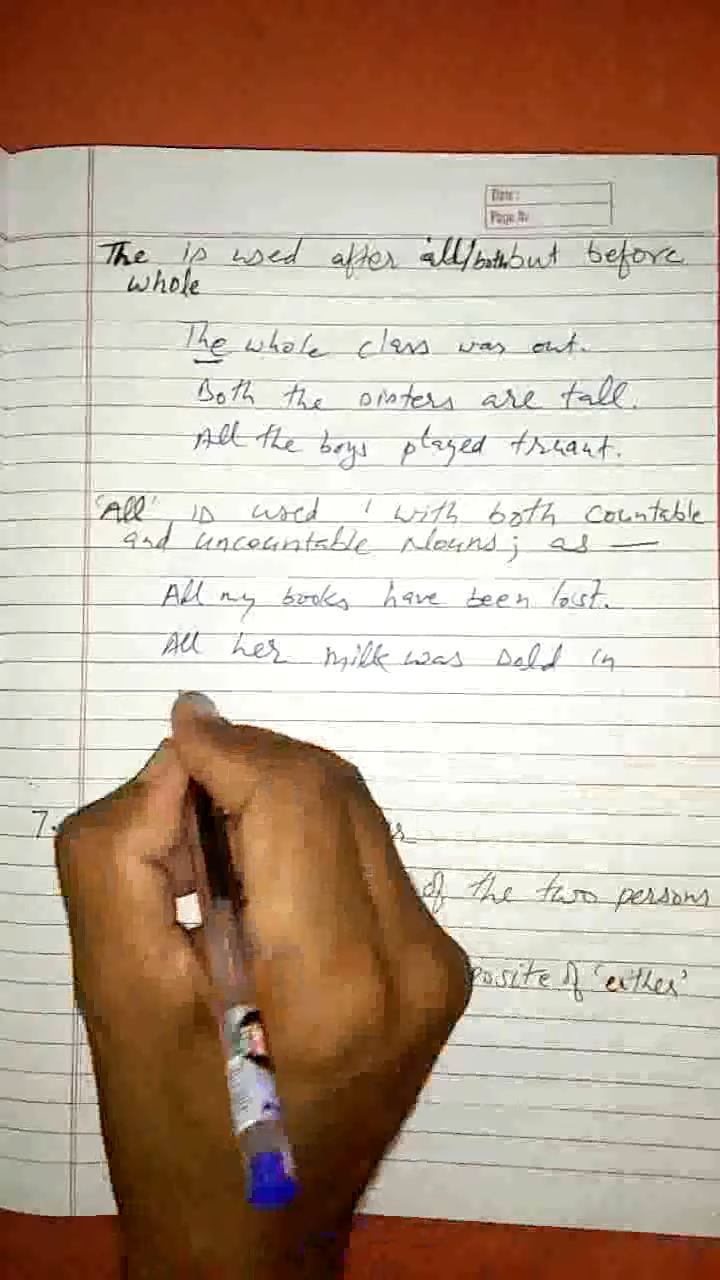 Date:
Page No
The is used after all/both but before
whole
The whole class was out.
Both the sisters are tall.
All the boys played truant.
'All' is used ' with both countable
and uncountable Nouns; as —
All my books have been lost.
All her milk was sold in
7.
of the two persons
posite of 'either'